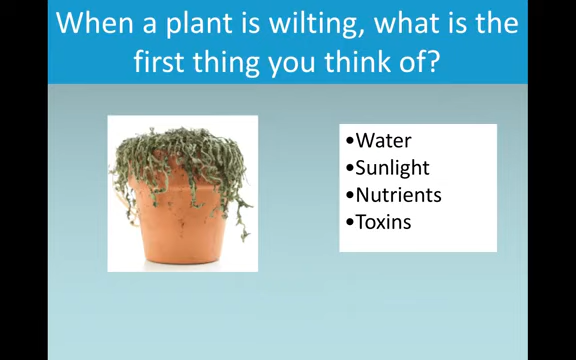 When a plant is wilting, what is the
first thing you think of?
•Water
•Sunlight
•Nutrients
•Toxins